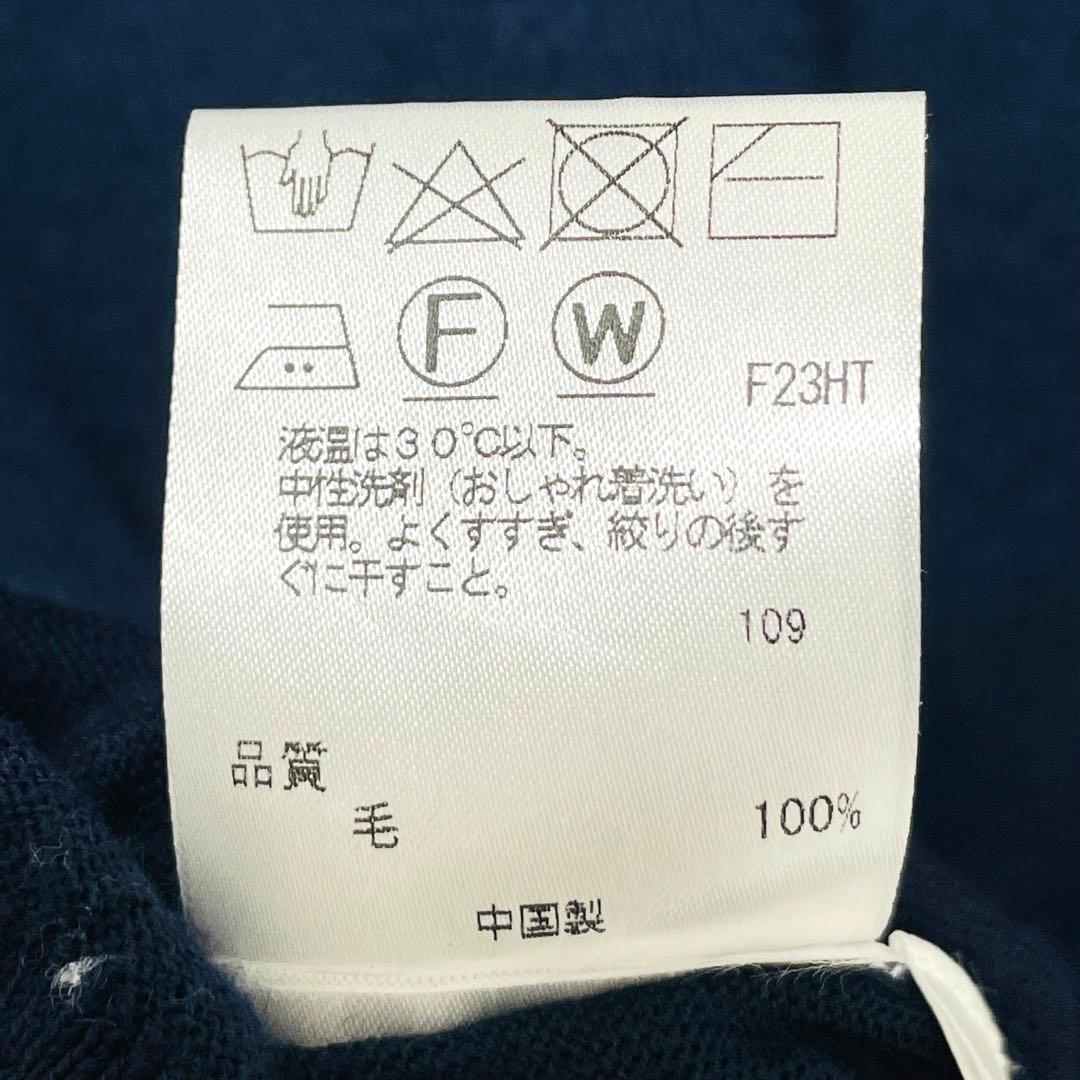 F W
F23HT
液温は30℃以下。
中性洗剤（おしゃれ着洗い）を
使用。よくすすぎ、絞りの後す
ぐに干すこと。
109
品質
毛 100%
中国製